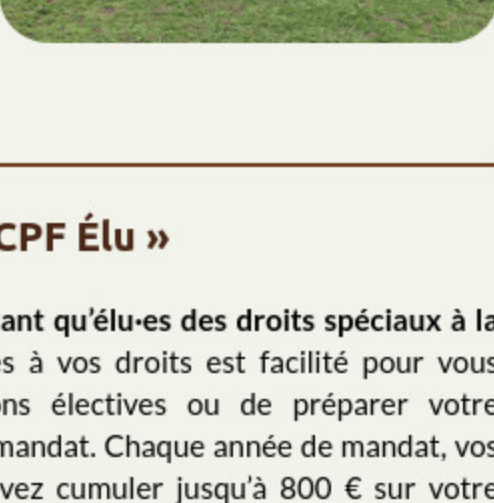 CPF Élu »
ant qu'élu·es des droits spéciaux à la
s à vos droits est facilité pour vous
ns électives ou de préparer votre
mandat. Chaque année de mandat, vos
vez cumuler jusqu'à 800 € sur votre